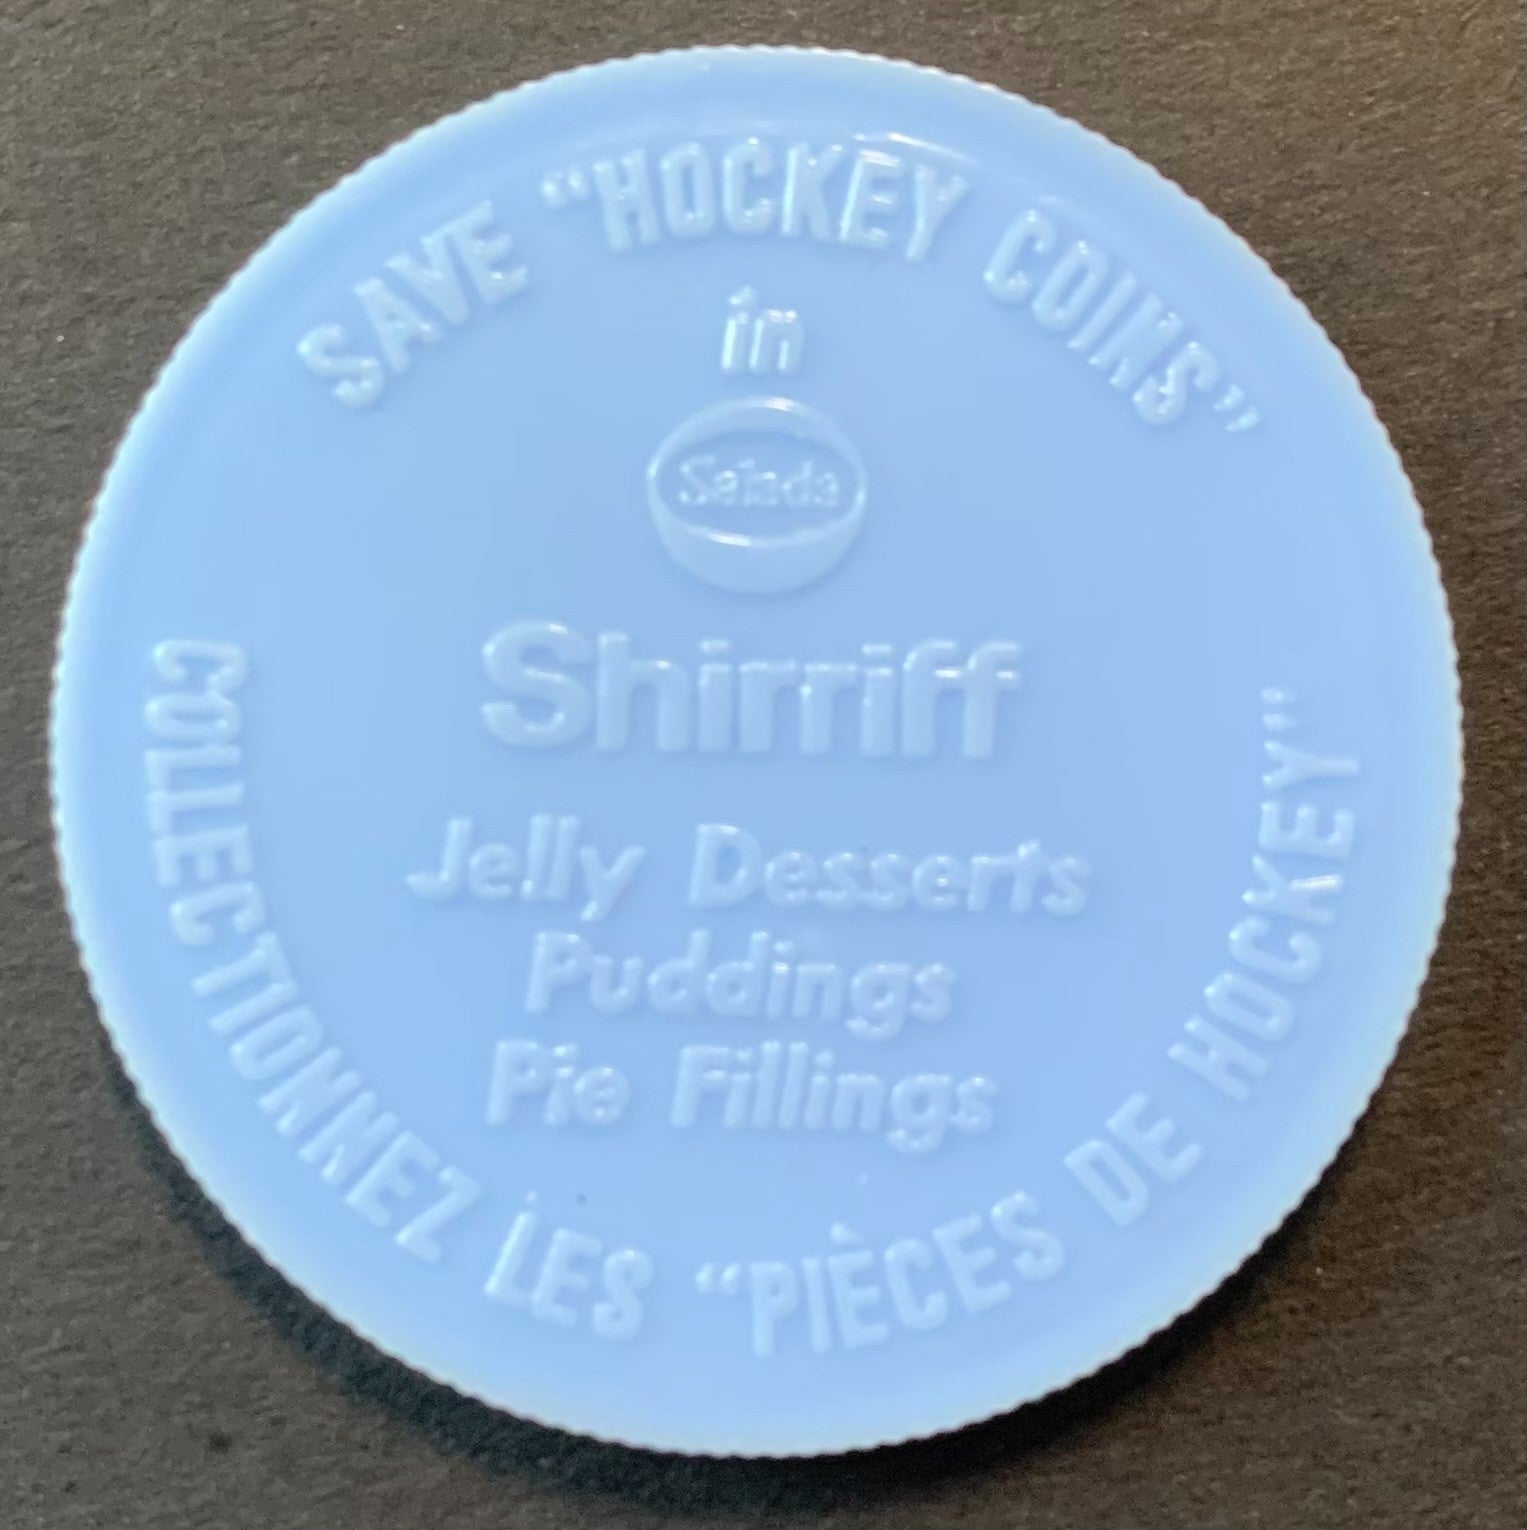 SAVE "HOCKEY COINS"
in
Salada
Shirriff
Jelly Desserts
Puddings
Pie Fillings
COLLECTIONNEZ LES "PIÈCES DE HOCKEY"